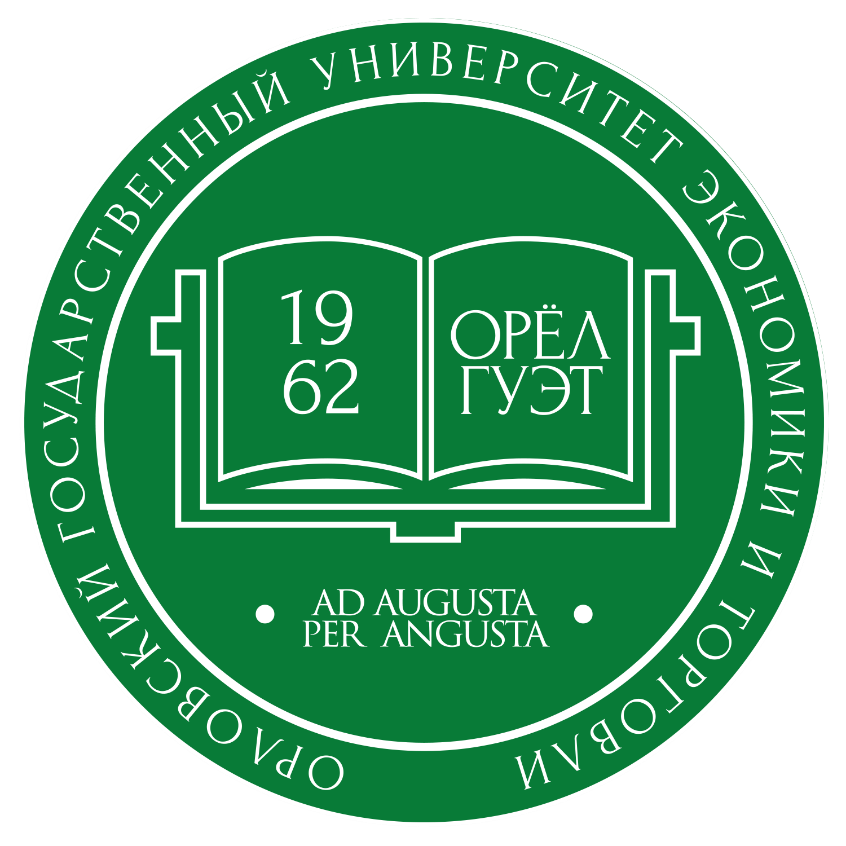 ОРЛОВСКИЙ ГОСУДАРСТВЕННЫЙ УНИВЕРСИТЕТ ЭКОНОМИКИ И ТОРГОВЛИ
19
62
ОРЁЛ
ГУЭТ
AD AUGUSTA
PER ANGUSTA